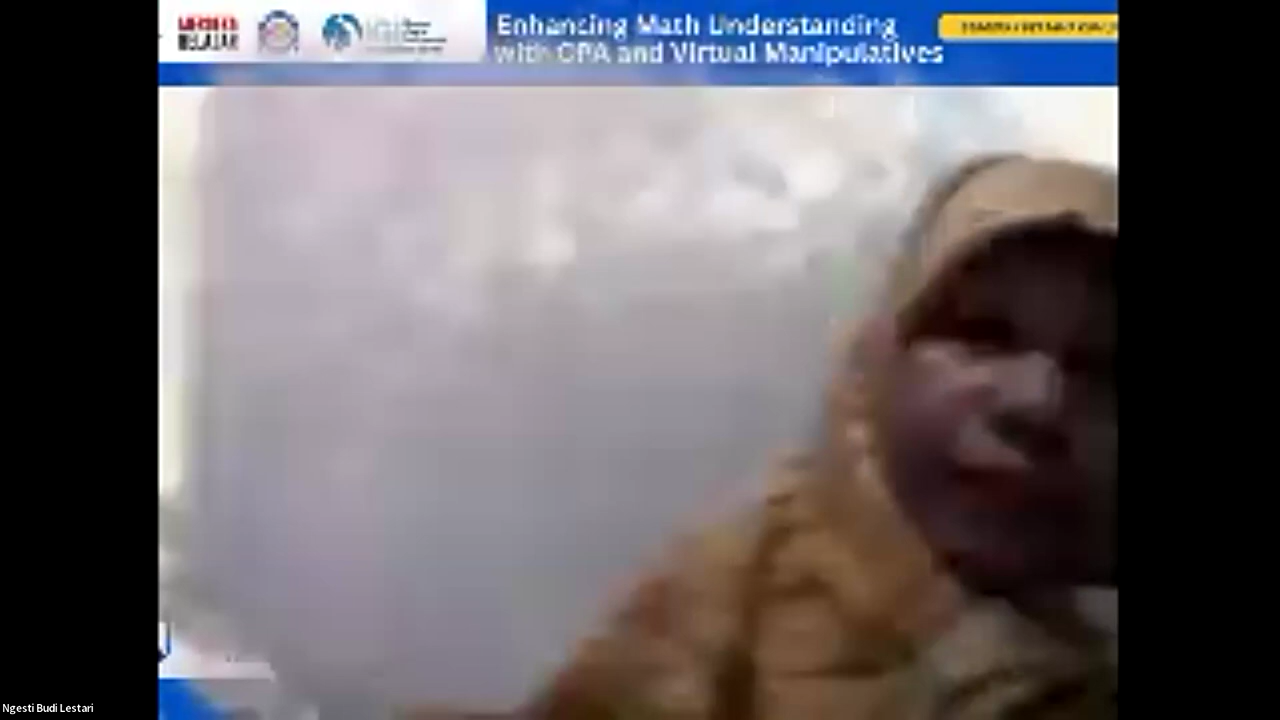 MERDEKA
BELAJAR
Enhancing Math Understanding
with CPA and Virtual Manipulatives
Ngesti Budi Lestari